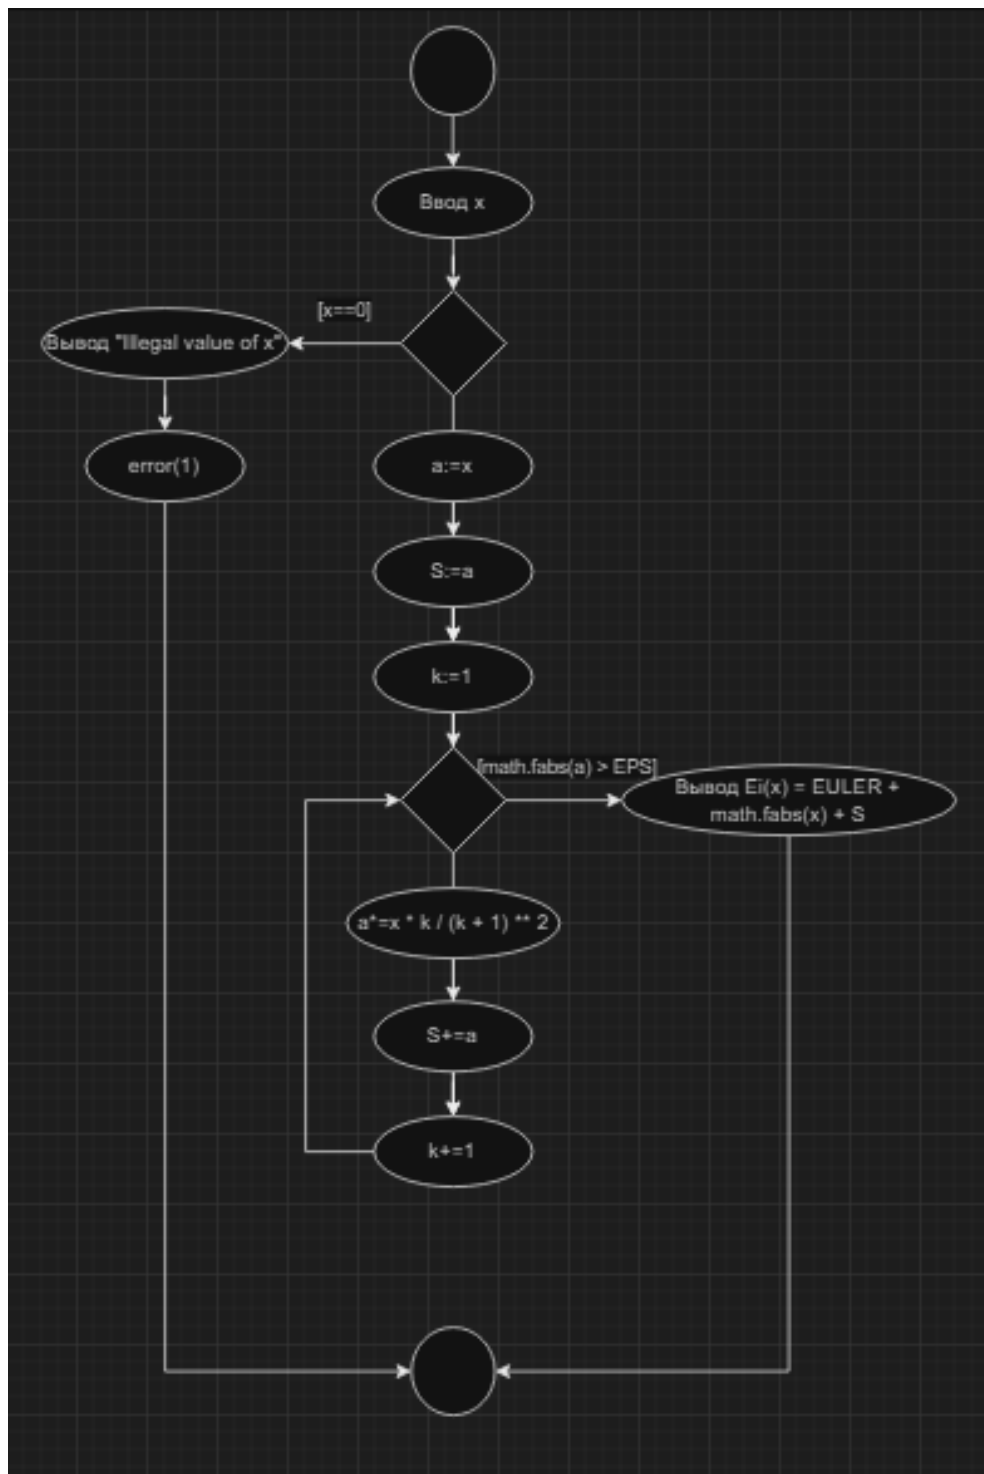 Ввод x
[x==0]
Вывод "Illegal value of x"
error(1)
a:=x
S:=a
k:=1
[math.fabs(a) > EPS]
Вывод Ei(x) = EULER +
math.fabs(x) + S
a*=x * k / (k + 1) ** 2
S+=a
k+=1